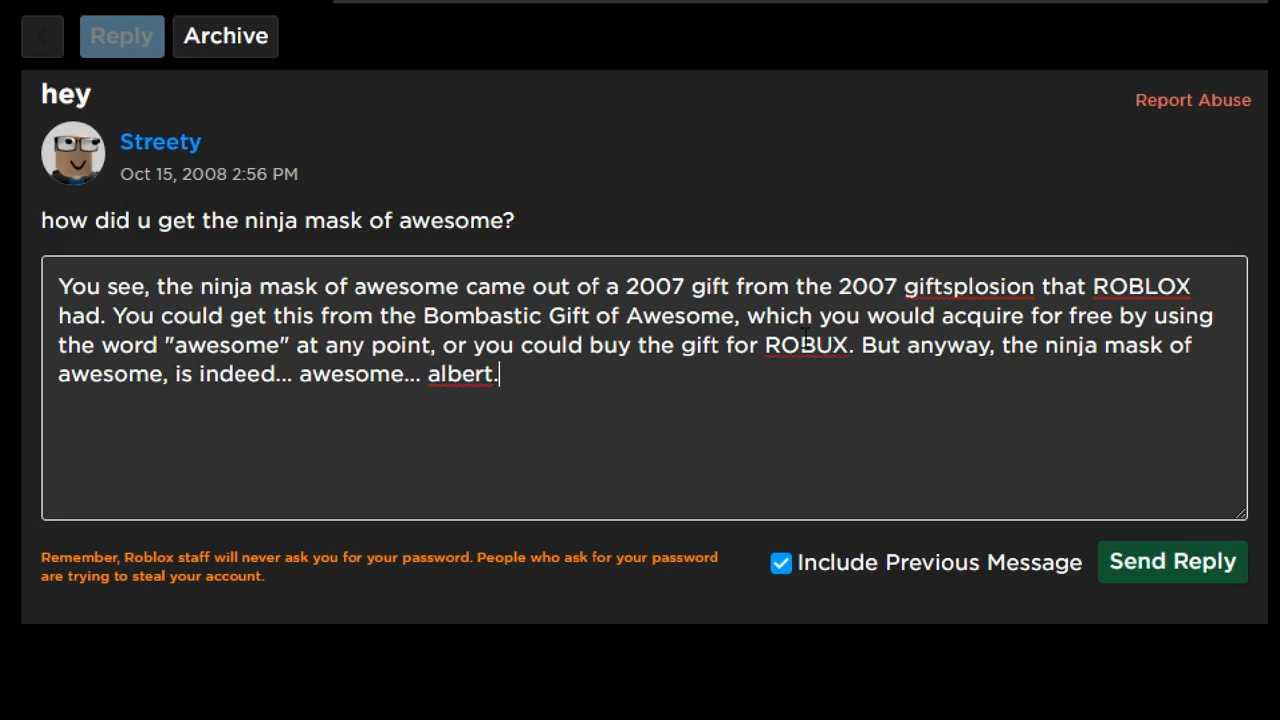 Reply Archive
hey
Report Abuse
Streety
Oct 15, 2008 2:56 PM
how did u get the ninja mask of awesome?
You see, the ninja mask of awesome came out of a 2007 gift from the 2007 giftsplosion that ROBLOX
had. You could get this from the Bombastic Gift of Awesome, which you would acquire for free by using
the word "awesome" at any point, or you could buy the gift for ROBUX. But anyway, the ninja mask of
awesome, is indeed... awesome... albert.
Remember, Roblox staff will never ask you for your password. People who ask for your password
are trying to steal your account.
Include Previous Message
Send Reply